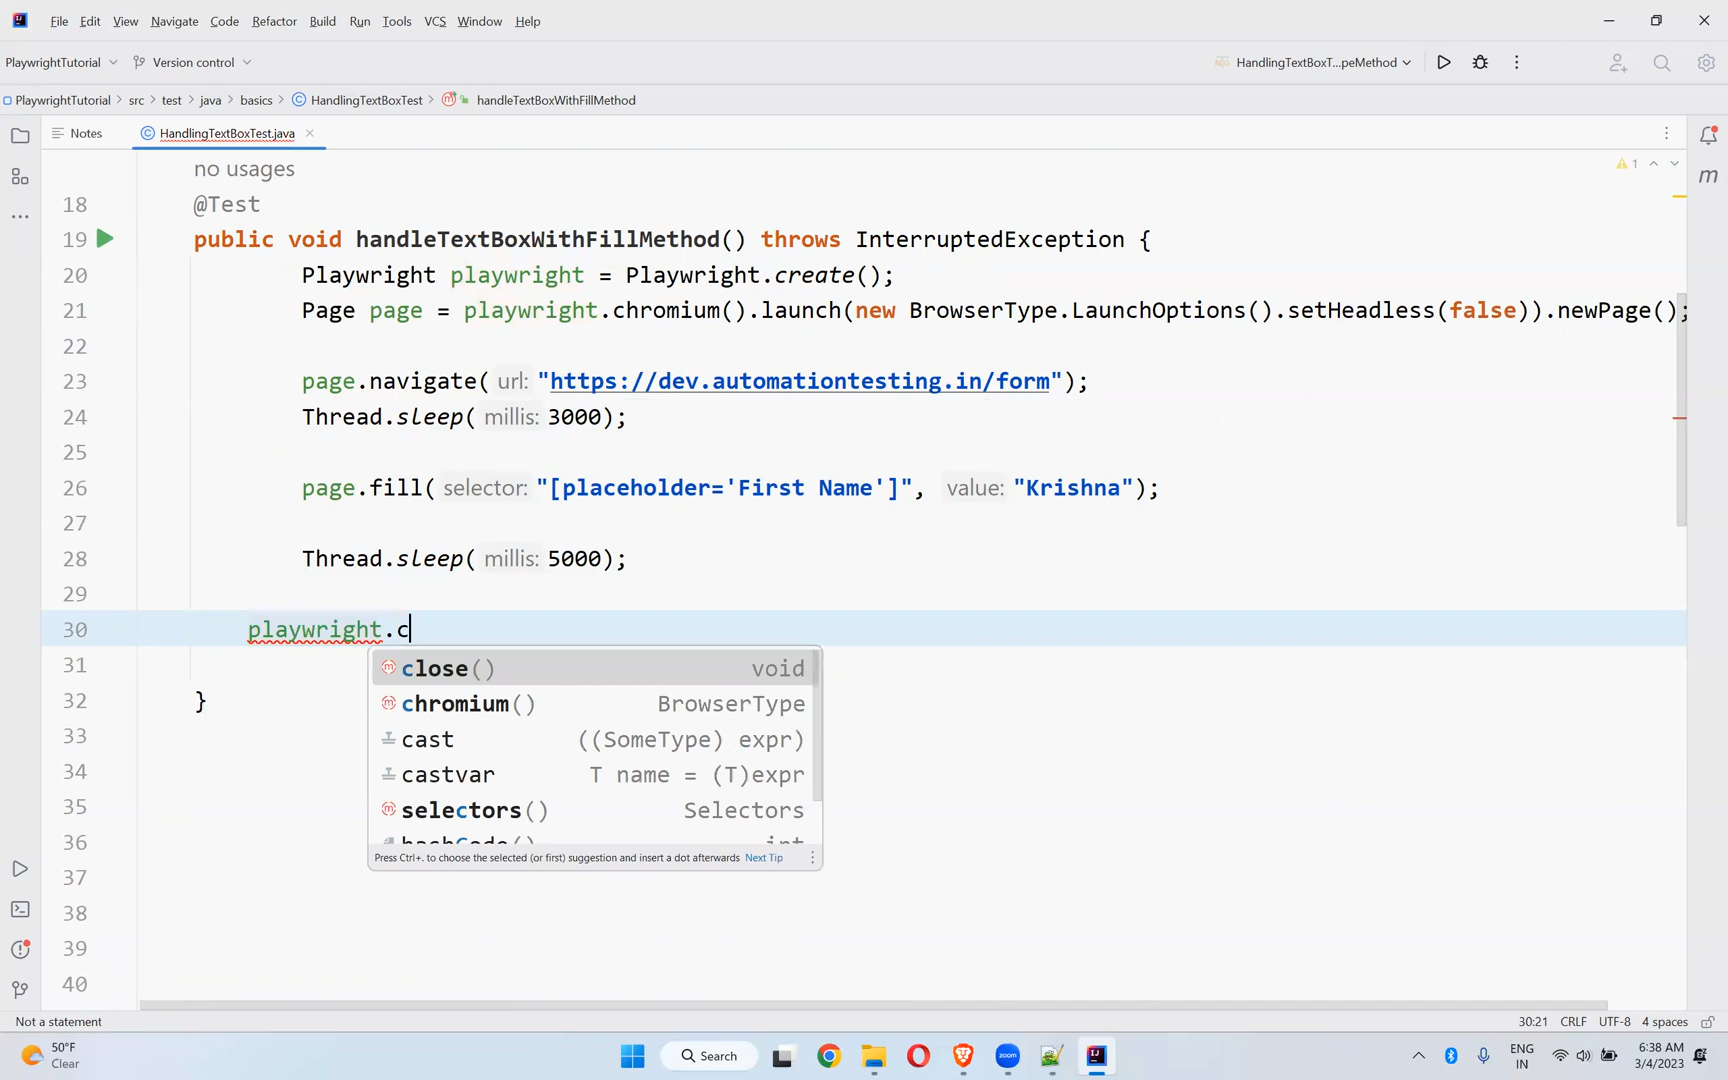 File Edit View Navigate Code Refactor Build Run Tools VCS Window Help
PlaywrightTutorial Version control HandlingTextBoxT...peMethod
PlaywrightTutorial src test java basics HandlingTextBoxTest handleTextBoxWithFillMethod
Notes HandlingTextBoxTest.java
no usages
1
18 @Test
19 public void handleTextBoxWithFillMethod() throws InterruptedException {
20 Playwright playwright = Playwright.create();
21 Page page = playwright.chromium().launch(new BrowserType.LaunchOptions().setHeadless(false)).newPage();
22
23 page.navigate( url: "https://dev.automationtesting.in/form");
24 Thread.sleep( millis: 3000);
25
26 page.fill( selector: "[placeholder='First Name']", value: "Krishna");
27
28 Thread.sleep( millis: 5000);
29
30 playwright.c
31
close() void
32 }
chromium() BrowserType
33
cast ((SomeType) expr)
34
castvar T name = (T)expr
35
selectors() Selectors
36
hashCode() int
Press Ctrl+. to choose the selected (or first) suggestion and insert a dot afterwards Next Tip
37
38
39
40
Not a statement 30:21 CRLF UTF-8 4 spaces
50°F
Clear
Search
zoom
ENG
IN
6:38 AM
3/4/2023